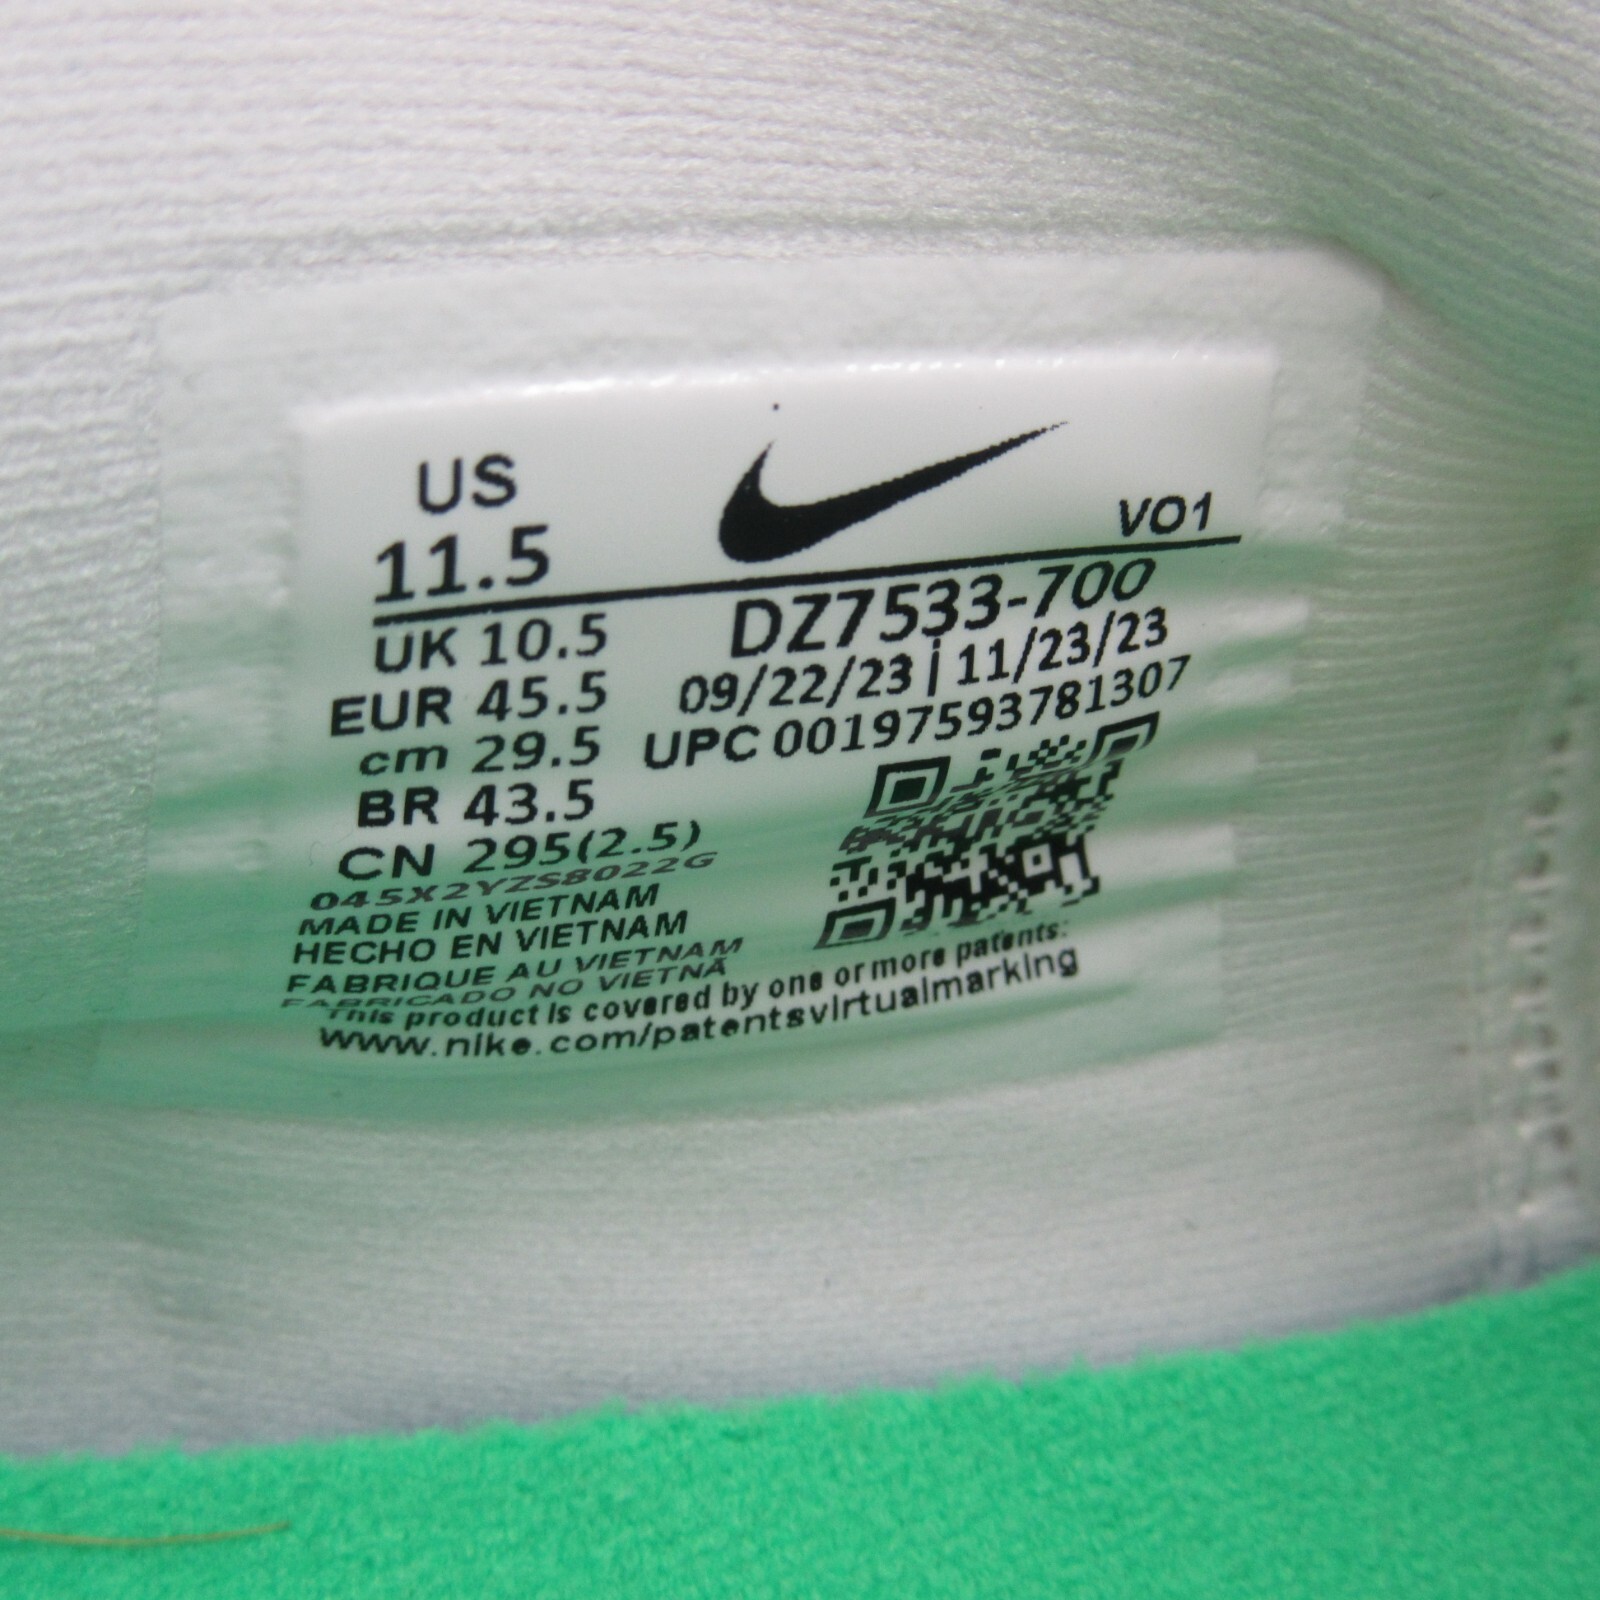 US
11.5
VO1
UK 10.5
EUR 45.5
cm 29.5
BR 43.5
CN 295(2.5)
DZ7533-700
09/22/23 | 11/23/23
UPC 00197593781307
045X2YZS8022G
MADE IN VIETNAM
HECHO EN VIETNAM
FABRIQUE AU VIETNAM
FABRICADO NO VIETNÃ
This product is covered by one or more patents:
www.nike.com/patentsvirtualmarking